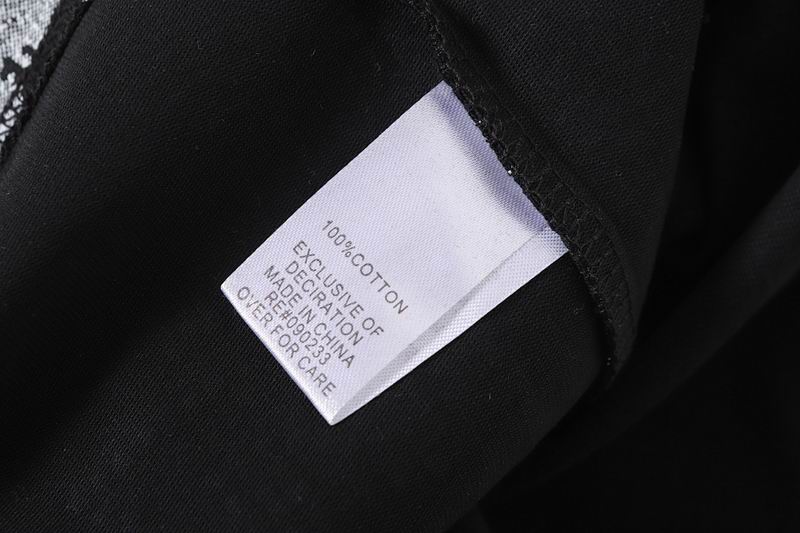 100%COTTON
EXCLUSIVE OF
DECIRATION
MADE IN CHINA
RE#090233
OVER FOR CARE